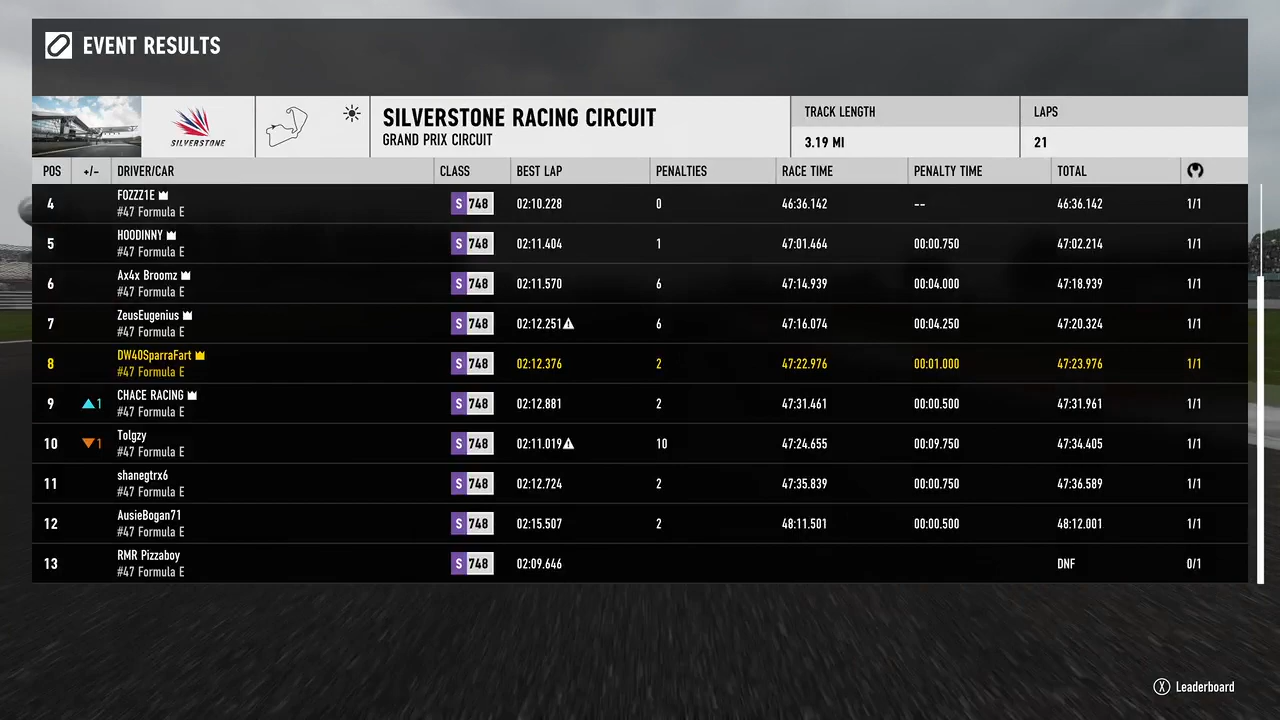 EVENT RESULTS
SILVERSTONE
SILVERSTONE RACING CIRCUIT
GRAND PRIX CIRCUIT
TRACK LENGTH
3.19 MI
LAPS
21
POS +/- DRIVER/CAR CLASS BEST LAP PENALTIES RACE TIME PENALTY TIME TOTAL
4 FOZZZ1E #47 Formula E S 748 02:10.228 0 46:36.142 -- 46:36.142 1/1
5 HOODINNY #47 Formula E S 748 02:11.404 1 47:01.464 00:00.750 47:02.214 1/1
6 Ax4x Broomz #47 Formula E S 748 02:11.570 6 47:14.939 00:04.000 47:18.939 1/1
7 ZeusEugenius #47 Formula E S 748 02:12.251 6 47:16.074 00:04.250 47:20.324 1/1
8 DW40SparraFart #47 Formula E S 748 02:12.376 2 47:22.976 00:01.000 47:23.976 1/1
9 1 CHACE RACING #47 Formula E S 748 02:12.881 2 47:31.461 00:00.500 47:31.961 1/1
10 1 Tolgzy #47 Formula E S 748 02:11.019 10 47:24.655 00:09.750 47:34.405 1/1
11 shanegtrx6 #47 Formula E S 748 02:12.724 2 47:35.839 00:00.750 47:36.589 1/1
12 AusieBogan71 #47 Formula E S 748 02:15.507 2 48:11.501 00:00.500 48:12.001 1/1
13 RMR Pizzaboy #47 Formula E S 748 02:09.646 DNF 0/1
X Leaderboard